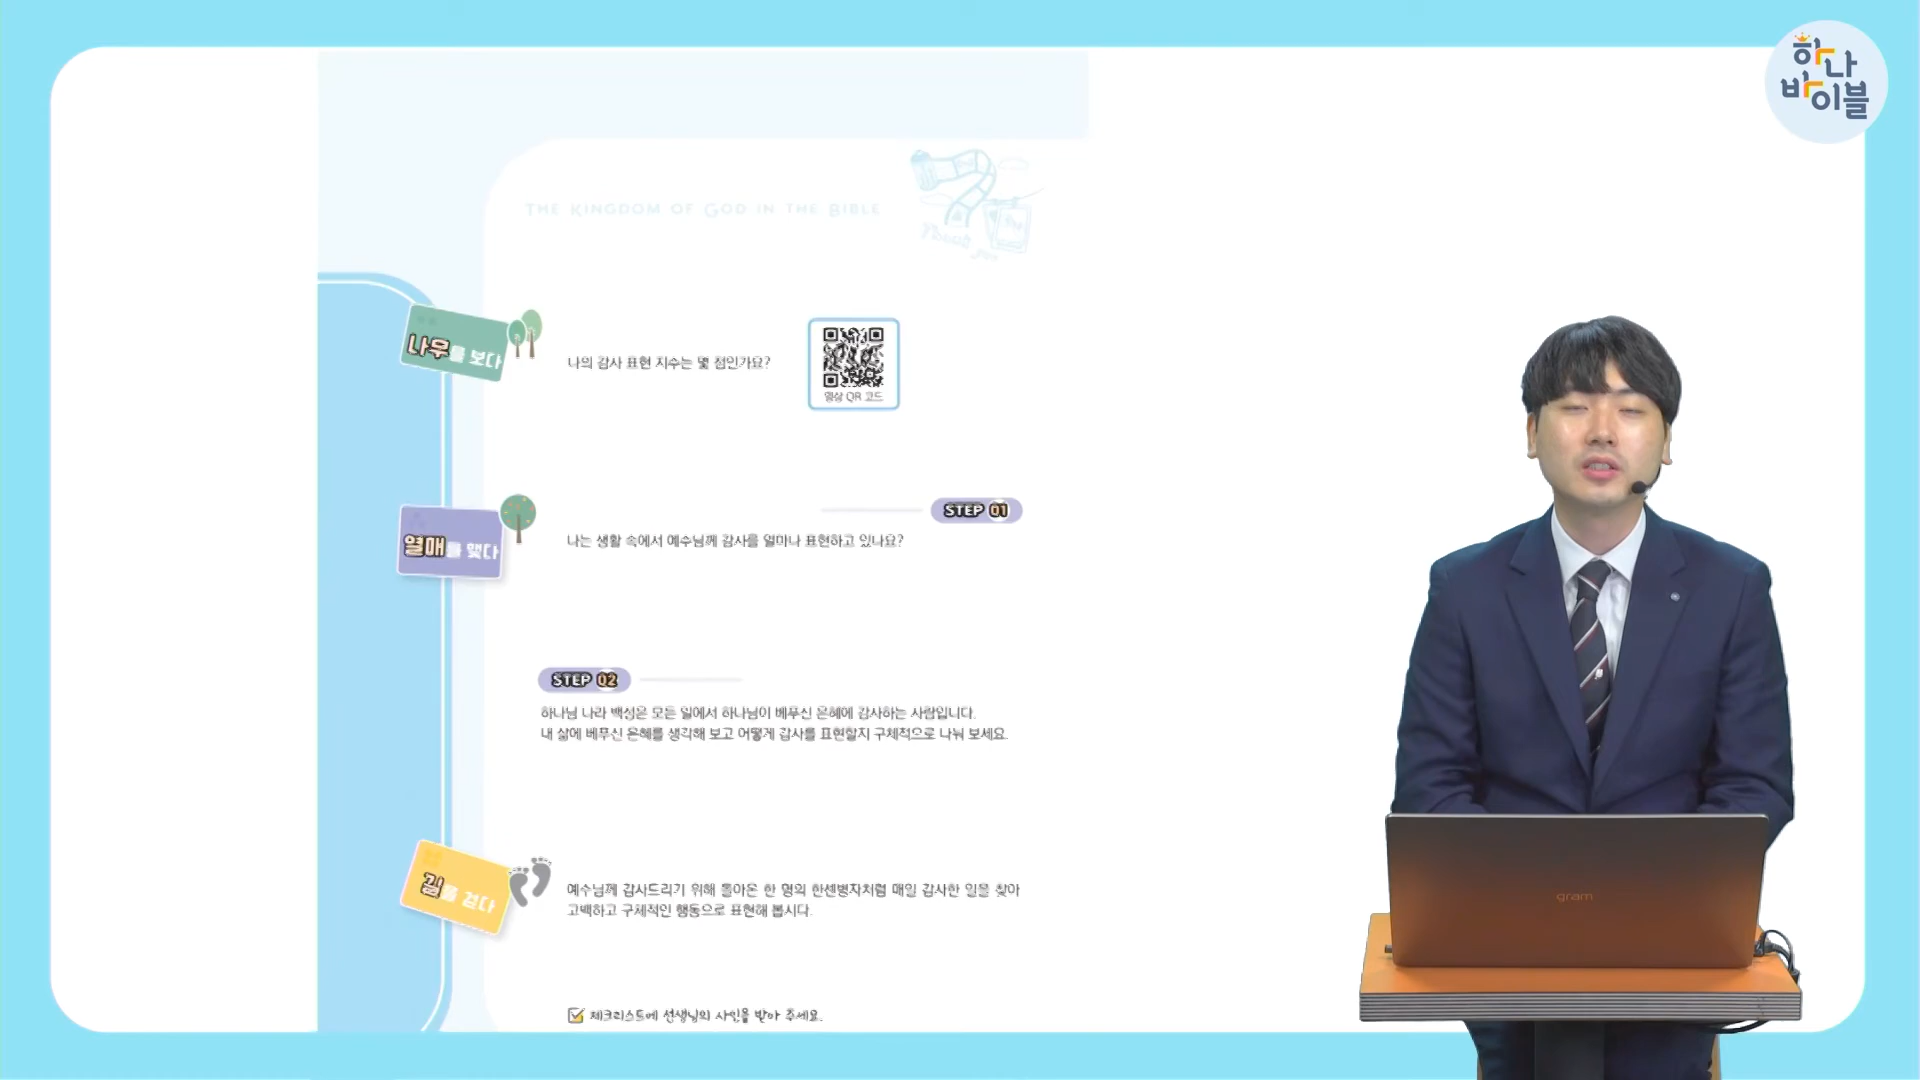 하나
바이블
THE KINGDOM OF GOD IN THE BIBLE
Thank you
나무를 보다
나의 감사 표현 지수는 몇 점인가요?
영상 QR 코드
STEP 01
열매를 맺다
나는 생활 속에서 예수님께 감사를 얼마나 표현하고 있나요?
STEP 02
하나님 나라 백성은 모든 일에서 하나님이 베푸신 은혜에 감사하는 사람입니다.
내 삶에 베푸신 은혜를 생각해 보고 어떻게 감사를 표현할지 구체적으로 나눠 보세요.
길을 걷다
예수님께 감사드리기 위해 돌아온 한 명의 한센병자처럼 매일 감사한 일을 찾아
고백하고 구체적인 행동으로 표현해 봅시다.
체크리스트에 선생님의 사인을 받아 주세요.
gram